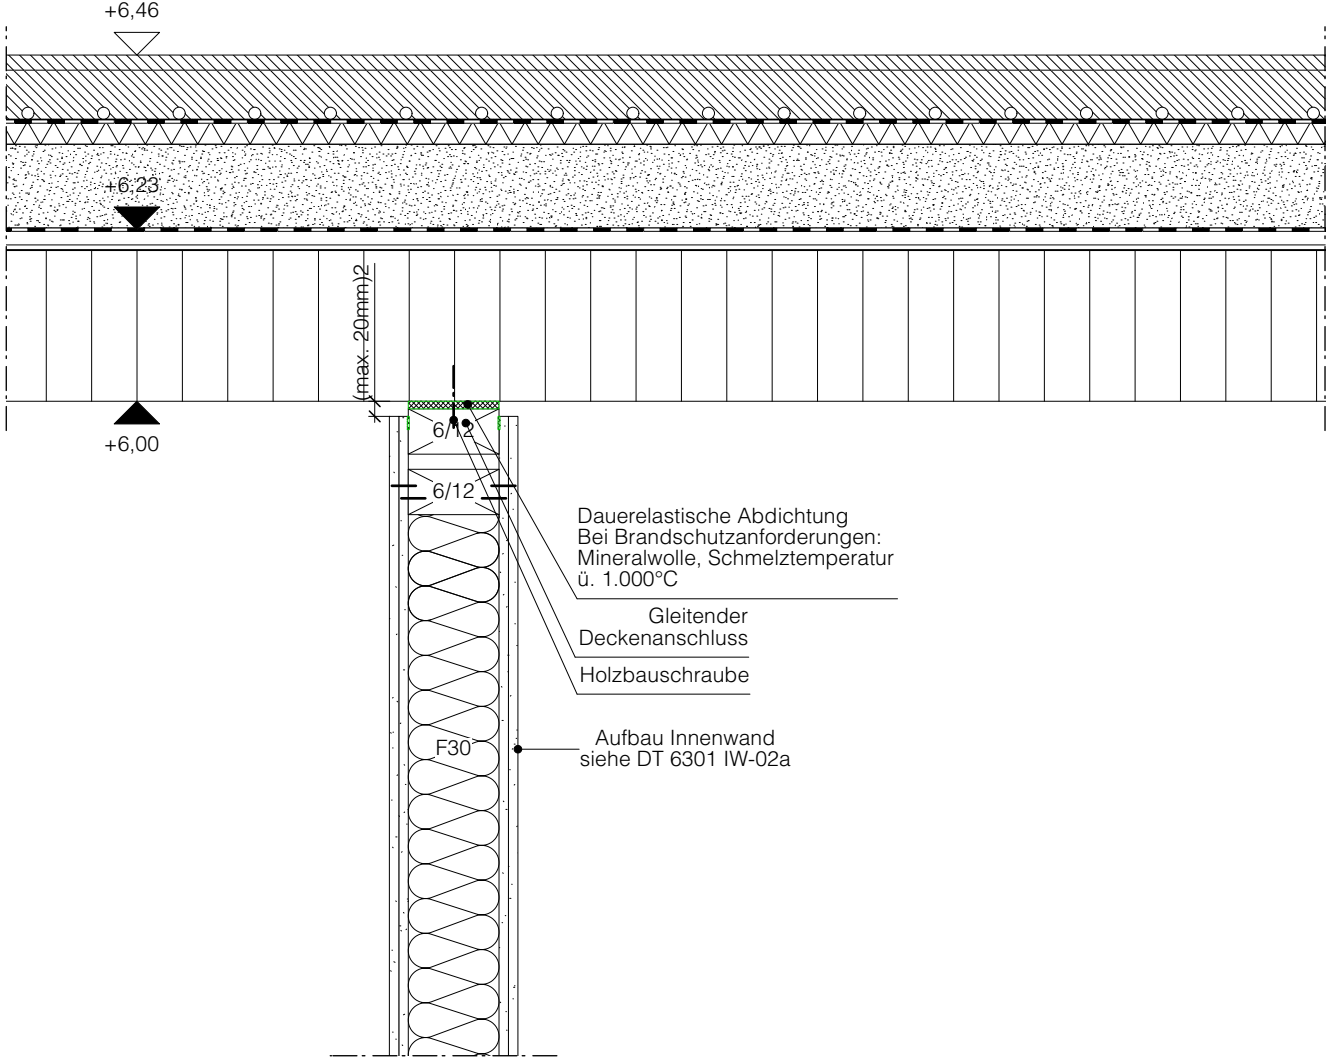 +6,46
+6,23
(max. 20mm)2
+6,00
6/12
6/12
Dauerelastische Abdichtung
Bei Brandschutzanforderungen:
Mineralwolle, Schmelztemperatur
ü. 1.000°C
Gleitender
Deckenanschluss
Holzbauschraube
F30
Aufbau Innenwand
siehe DT 6301 IW-02a